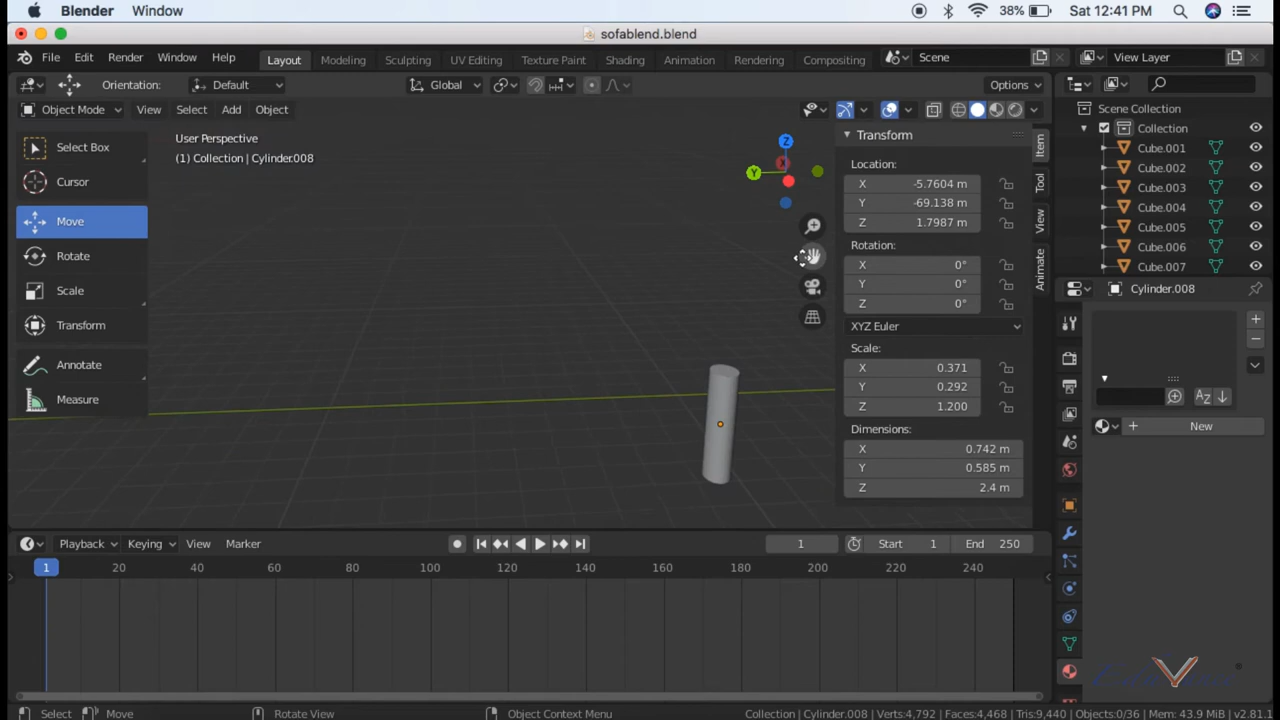 Blender Window 38% Sat 12:41 PM
sofablend.blend
File Edit Render Window Help Layout Modeling Sculpting UV Editing Texture Paint Shading Animation Rendering Compositing Scene View Layer
Orientation: Default Global Options
Object Mode View Select Add Object
User Perspective
(1) Collection | Cylinder.008
Select Box
Cursor
Move
Rotate
Scale
Transform
Annotate
Measure
Z
X
Y
Transform
Location:
X -5.7604 m
Y -69.138 m
Z 1.7987 m
Rotation:
X 0°
Y 0°
Z 0°
XYZ Euler
Scale:
X 0.371
Y 0.292
Z 1.200
Dimensions:
X 0.742 m
Y 0.585 m
Z 2.4 m
Item
Tool
View
Animate
Scene Collection
Collection
Cube.001
Cube.002
Cube.003
Cube.004
Cube.005
Cube.006
Cube.007
Cylinder.008
AZ
New
Playback Keying View Marker 1 Start 1 End 250
1 20 40 60 80 100 120 140 160 180 200 220 240
Select Move Rotate View Object Context Menu Collection | Cylinder.008 | Verts:4,792 | Faces:4,468 | Tris:9,440 | Objects:0/36 | Mem: 43.9 MiB | v2.81.1